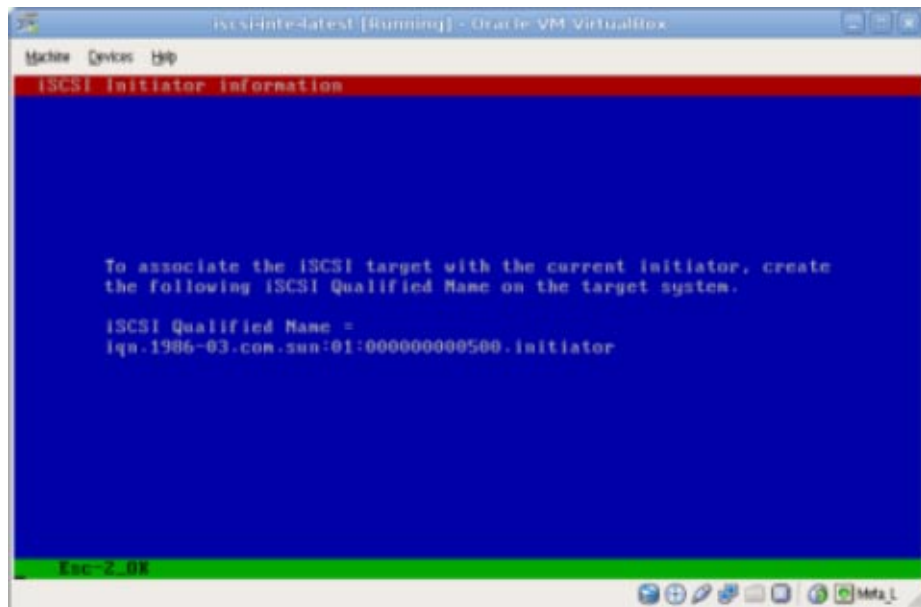 iscsi-inte-latest [Running] - Oracle VM VirtualBox
Machine Devices Help
iSCSI Initiator information
To associate the iSCSI target with the current initiator, create
the following iSCSI Qualified Name on the target system.
iSCSI Qualified Name =
iqn.1986-03.com.sun:01:000000000500.initiator
Esc-2_OK
Meta_L